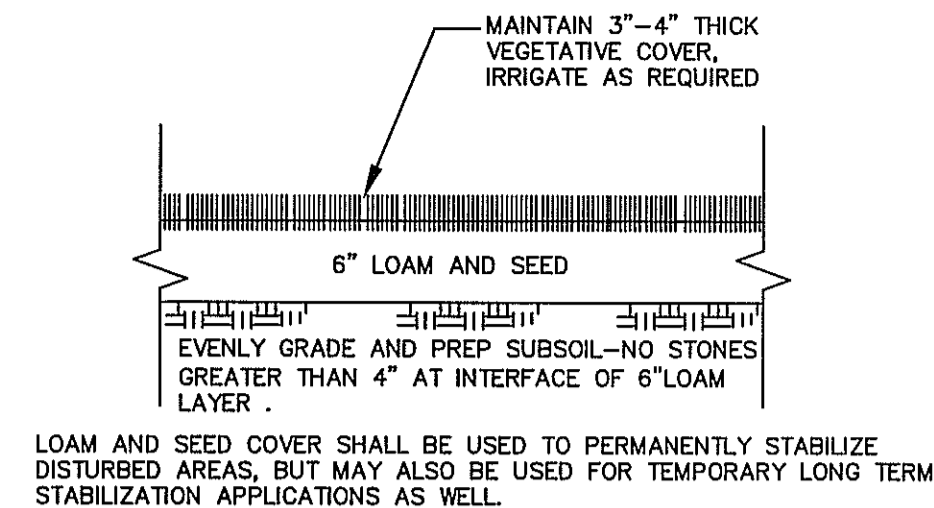 MAINTAIN 3"-4" THICK
VEGETATIVE COVER,
IRRIGATE AS REQUIRED
6" LOAM AND SEED
EVENLY GRADE AND PREP SUBSOIL-NO STONES
GREATER THAN 4" AT INTERFACE OF 6"LOAM
LAYER .
LOAM AND SEED COVER SHALL BE USED TO PERMANENTLY STABILIZE
DISTURBED AREAS, BUT MAY ALSO BE USED FOR TEMPORARY LONG TERM
STABILIZATION APPLICATIONS AS WELL.